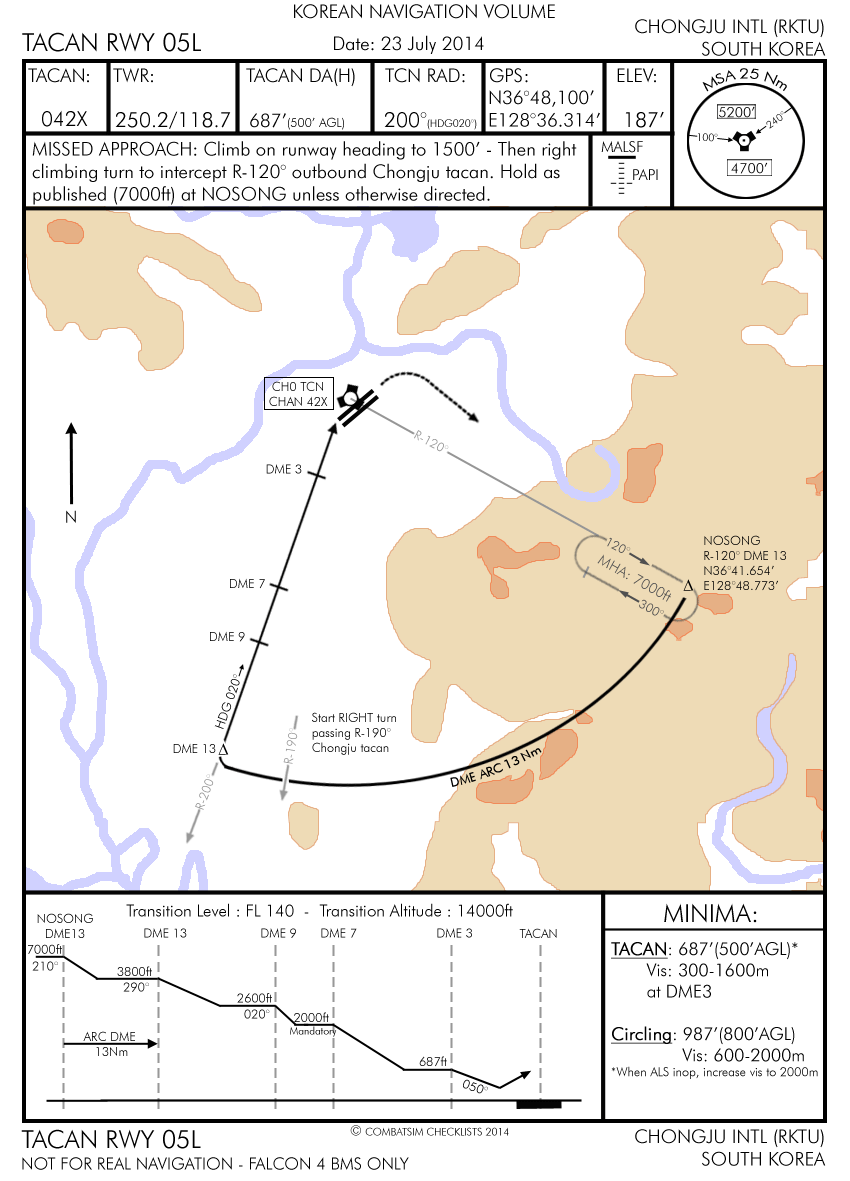 KOREAN NAVIGATION VOLUME
TACAN RWY 05L
Date: 23 July 2014
CHONGJU INTL (RKTU)
SOUTH KOREA
TACAN:
042X
TWR:
250.2/118.7
TACAN DA(H)
687'(500' AGL)
TCN RAD:
200°(HDG020°)
GPS:
N36°48,100'
E128°36.314'
ELEV:
187'
MSA 25 Nm
5200'
240°
100°
4700'
MISSED APPROACH: Climb on runway heading to 1500' - Then right
climbing turn to intercept R-120° outbound Chongju tacan. Hold as
published (7000ft) at NOSONG unless otherwise directed.
MALSF
PAPI
CH0 TCN
CHAN 42X
R-120°
DME 3
N
NOSONG
R-120° DME 13
N36°41.654'
E128°48.773'
120°
MHA: 7000ft
300°
DME 7
DME 9
HDG 020°
Start RIGHT turn
passing R-190°
Chongju tacan
R-190°
DME 13
R-200°
DME ARC 13 Nm
Transition Level : FL 140 - Transition Altitude : 14000ft
NOSONG
DME13
DME 13
DME 9
DME 7
DME 3
TACAN
7000ft
210°
3800ft
290°
2600ft
020°
2000ft
Mandatory
687ft
050°
ARC DME
13Nm
MINIMA:
TACAN: 687'(500'AGL)*
Vis: 300-1600m
at DME3
Circling: 987'(800'AGL)
Vis: 600-2000m
*When ALS inop, increase vis to 2000m
© COMBATSIM CHECKLISTS 2014
TACAN RWY 05L
NOT FOR REAL NAVIGATION - FALCON 4 BMS ONLY
CHONGJU INTL (RKTU)
SOUTH KOREA